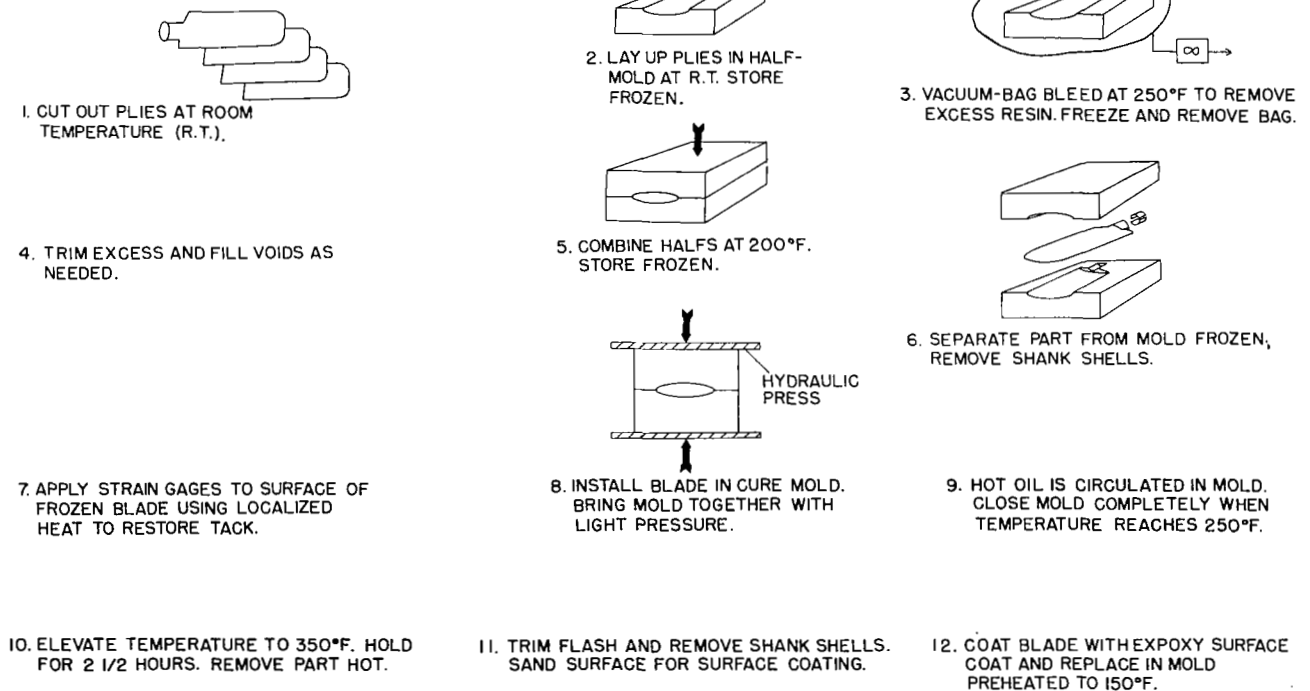 1. CUT OUT PLIES AT ROOM
TEMPERATURE (R.T.).
2. LAY UP PLIES IN HALF-
MOLD AT R.T. STORE
FROZEN.
∞
3. VACUUM-BAG BLEED AT 250°F TO REMOVE
EXCESS RESIN. FREEZE AND REMOVE BAG.
4. TRIM EXCESS AND FILL VOIDS AS
NEEDED.
5. COMBINE HALFS AT 200°F.
STORE FROZEN.
6. SEPARATE PART FROM MOLD FROZEN;
REMOVE SHANK SHELLS.
7. APPLY STRAIN GAGES TO SURFACE OF
FROZEN BLADE USING LOCALIZED
HEAT TO RESTORE TACK.
HYDRAULIC
PRESS
8. INSTALL BLADE IN CURE MOLD.
BRING MOLD TOGETHER WITH
LIGHT PRESSURE.
9. HOT OIL IS CIRCULATED IN MOLD.
CLOSE MOLD COMPLETELY WHEN
TEMPERATURE REACHES 250°F.
10. ELEVATE TEMPERATURE TO 350°F. HOLD
FOR 2 1/2 HOURS. REMOVE PART HOT.
11. TRIM FLASH AND REMOVE SHANK SHELLS.
SAND SURFACE FOR SURFACE COATING.
12. COAT BLADE WITH EXPOXY SURFACE
COAT AND REPLACE IN MOLD
PREHEATED TO 150°F.